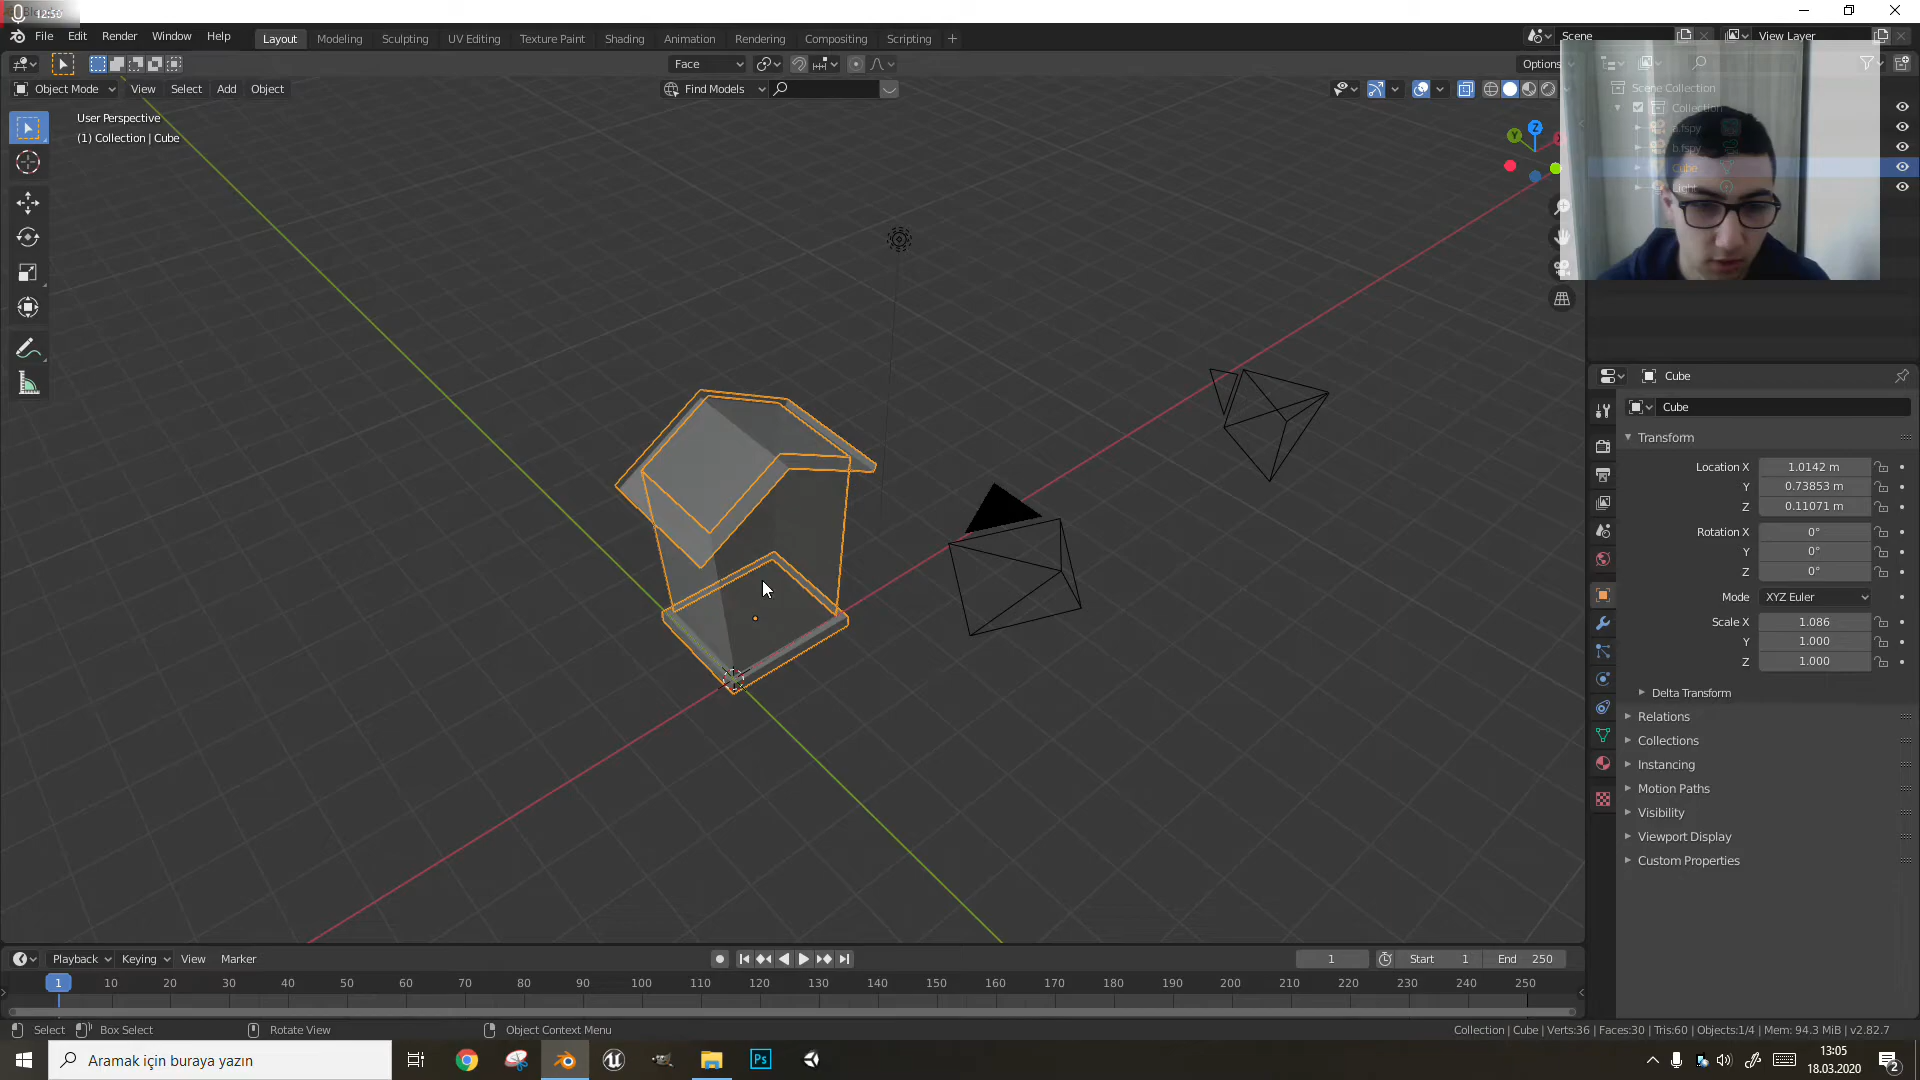 12:50
File Edit Render Window Help
Layout Modeling Sculpting UV Editing Texture Paint Shading Animation Rendering Compositing Scripting +
Scene
View Layer
Face
Options
Object Mode View Select Add Object
Find Models
User Perspective
(1) Collection | Cube
Z
Y
Scene Collection
Collection
a.fspy
b.fspy
Cube
Light
Cube
Cube
Transform
Location X 1.0142 m
Y 0.73853 m
Z 0.11071 m
Rotation X 0°
Y 0°
Z 0°
Mode XYZ Euler
Scale X 1.086
Y 1.000
Z 1.000
Delta Transform
Relations
Collections
Instancing
Motion Paths
Visibility
Viewport Display
Custom Properties
Playback Keying View Marker
1 Start 1 End 250
1 10 20 30 40 50 60 70 80 90 100 110 120 130 140 150 160 170 180 190 200 210 220 230 240 250
Select Box Select Rotate View Object Context Menu
Collection | Cube | Verts:36 | Faces:30 | Tris:60 | Objects:1/4 | Mem: 94.3 MiB | v2.82.7
Aramak için buraya yazın
Ps
13:05
18.03.2020
2